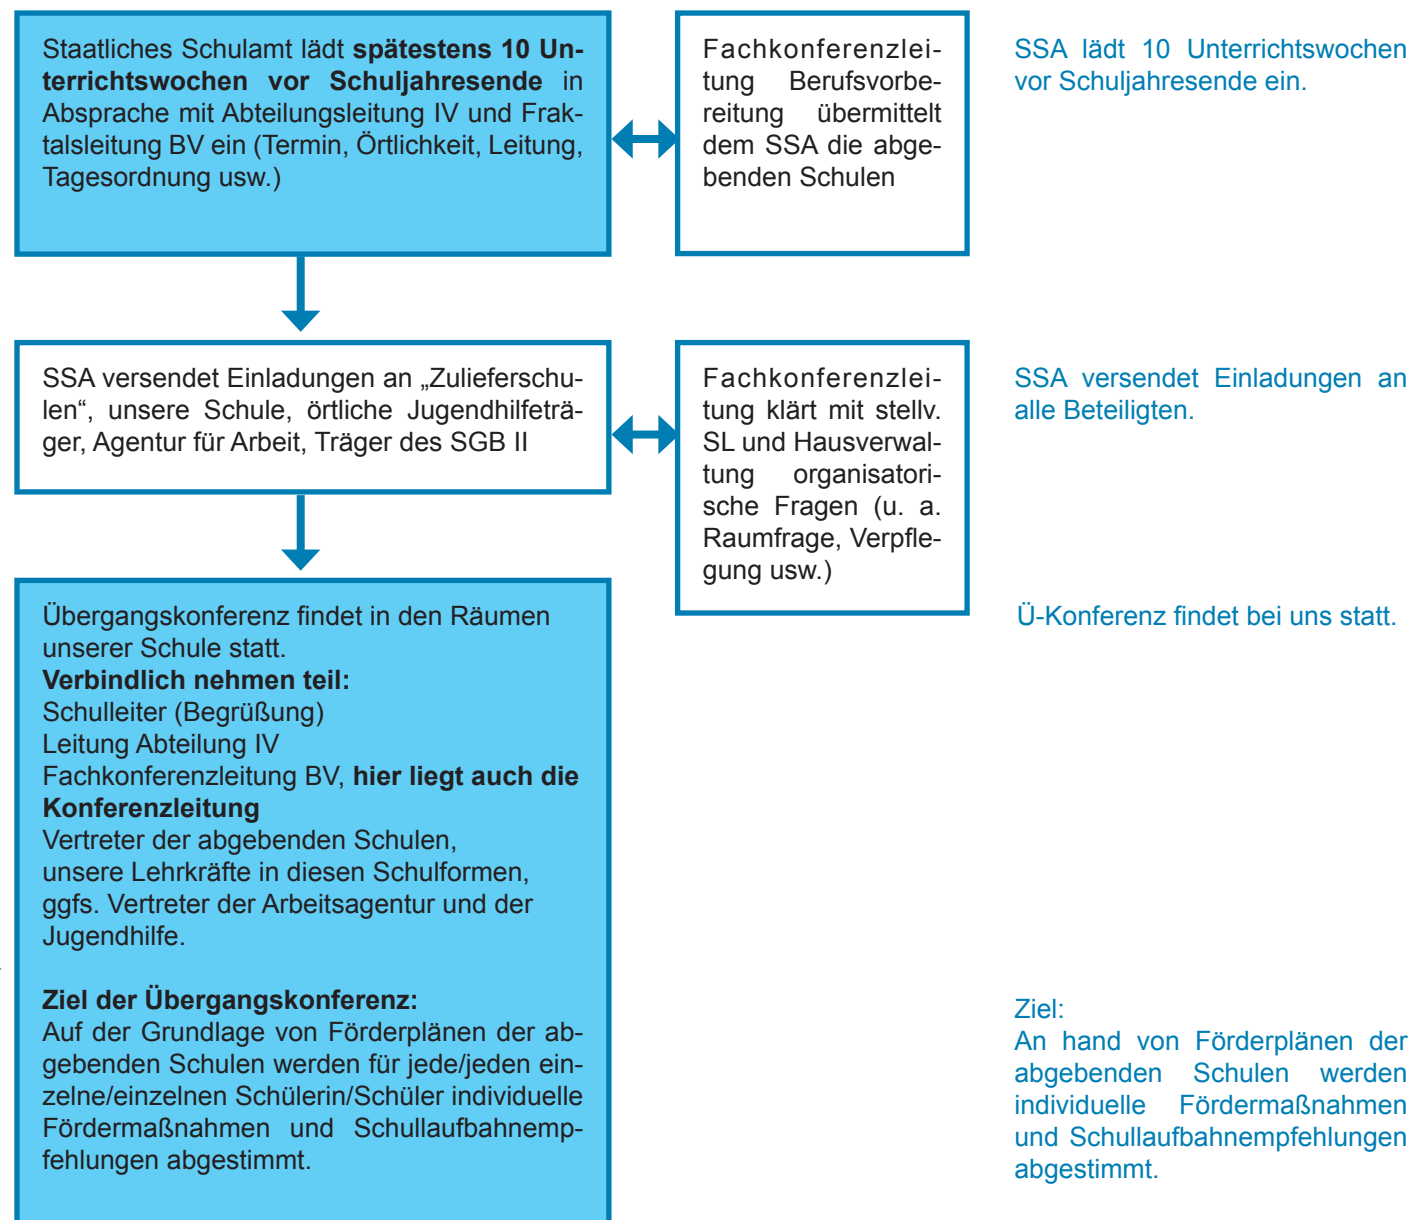 Staatliches Schulamt lädt spätestens 10 Un-
terrichtswochen vor Schuljahresende in
Absprache mit Abteilungsleitung IV und Frak-
talsleitung BV ein (Termin, Örtlichkeit, Leitung,
Tagesordnung usw.)
Fachkonferenzlei-
tung Berufsvorbe-
reitung übermittelt
dem SSA die abge-
benden Schulen
SSA lädt 10 Unterrichtswochen
vor Schuljahresende ein.
SSA versendet Einladungen an „Zulieferschu-
len“, unsere Schule, örtliche Jugendhilfeträ-
ger, Agentur für Arbeit, Träger des SGB II
Fachkonferenzlei-
tung klärt mit stellv.
SL und Hausverwal-
tung organisatori-
sche Fragen (u. a.
Raumfrage, Verpfle-
gung usw.)
SSA versendet Einladungen an
alle Beteiligten.
Übergangskonferenz findet in den Räumen
unserer Schule statt.
Verbindlich nehmen teil:
Schulleiter (Begrüßung)
Leitung Abteilung IV
Fachkonferenzleitung BV, hier liegt auch die
Konferenzleitung
Vertreter der abgebenden Schulen,
unsere Lehrkräfte in diesen Schulformen,
ggfs. Vertreter der Arbeitsagentur und der
Jugendhilfe.
Ziel der Übergangskonferenz:
Auf der Grundlage von Förderplänen der ab-
gebenden Schulen werden für jede/jeden ein-
zelne/einzelnen Schülerin/Schüler individuelle
Fördermaßnahmen und Schullaufbahnemp-
fehlungen abgestimmt.
Ü-Konferenz findet bei uns statt.
Ziel:
An hand von Förderplänen der
abgebenden Schulen werden
individuelle Fördermaßnahmen
und Schullaufbahnempfehlungen
abgestimmt.